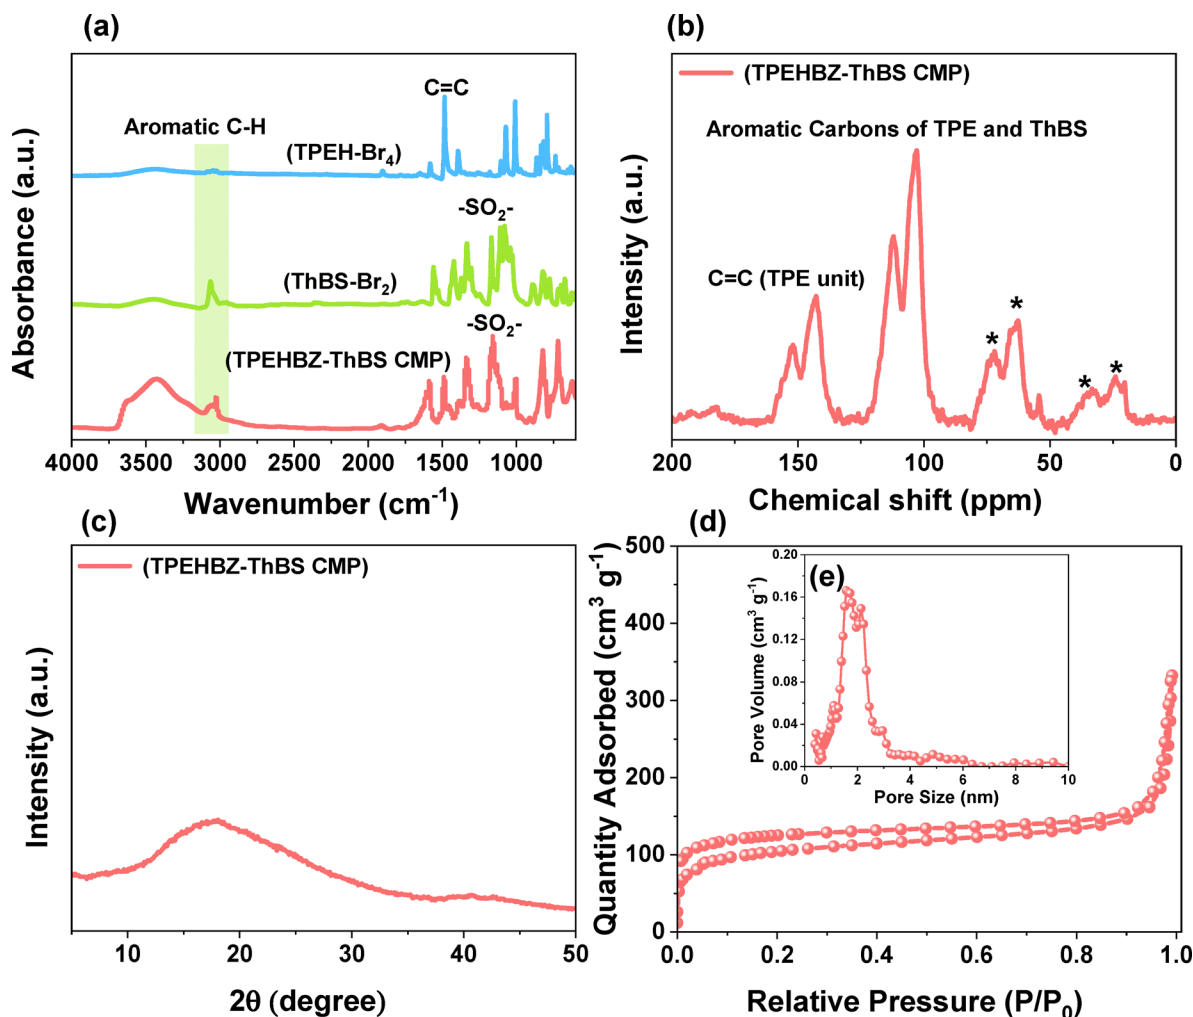 (a)
Absorbance (a.u.)
C=C
Aromatic C-H
(TPEH-Br₄)
-SO₂-
(ThBS-Br₂)
-SO₂-
(TPEHBZ-ThBS CMP)
4000 3500 3000 2500 2000 1500 1000
Wavenumber (cm⁻¹)
(b)
Intensity (a.u.)
(TPEHBZ-ThBS CMP)
Aromatic Carbons of TPE and ThBS
C=C (TPE unit)
* * * *
200 150 100 50 0
Chemical shift (ppm)
(c)
Intensity (a.u.)
(TPEHBZ-ThBS CMP)
10 20 30 40 50
2θ (degree)
(d)
Quantity Adsorbed (cm³ g⁻¹)
500
400
300
200
100
0
0.0 0.2 0.4 0.6 0.8 1.0
Relative Pressure (P/P₀)
(e)
Pore Volume (cm³ g⁻¹)
0.20
0.16
0.12
0.08
0.04
0.00
0 2 4 6 8 10
Pore Size (nm)